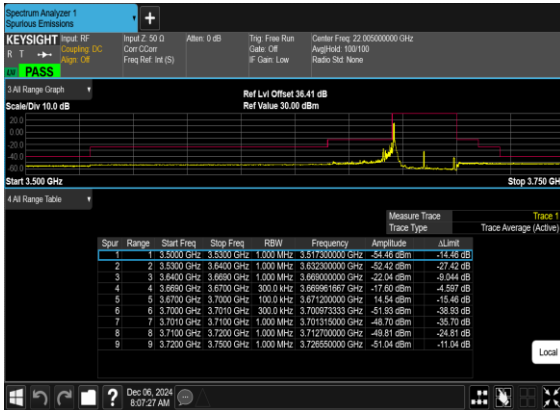 Spectrum Analyzer 1
Spurious Emissions
KEYSIGHT Input: RF Input Z: 50 Ω Atten: 0 dB Trig: Free Run Center Freq: 22.005000000 GHz
R T Coupling: DC Corr CCorr Gate: Off Avg|Hold: 100/100
Align: Off Freq Ref: Int (S) IF Gain: Low Radio Std: None
PASS
3 All Range Graph Ref Lvl Offset 36.41 dB
Scale/Div 10.0 dB Ref Value 30.00 dBm
20.0
0.00
-20.0
-40.0
-60.0
Start 3.500 GHz Stop 3.750 GH
4 All Range Table
Measure Trace Trace 1
Trace Type Trace Average (Active)
Spur Range Start Freq Stop Freq RBW Frequency Amplitude ΔLimit
1 1 3.5000 GHz 3.5300 GHz 1.000 MHz 3.517300000 GHz -54.46 dBm -14.46 dB
2 2 3.5300 GHz 3.6400 GHz 1.000 MHz 3.632300000 GHz -52.42 dBm -27.42 dB
3 3 3.6400 GHz 3.6690 GHz 1.000 MHz 3.669000000 GHz -22.04 dBm -9.044 dB
4 4 3.6690 GHz 3.6700 GHz 300.0 kHz 3.669961667 GHz -17.60 dBm -4.597 dB
5 5 3.6700 GHz 3.7000 GHz 100.0 kHz 3.671200000 GHz 14.54 dBm -15.46 dB
6 6 3.7000 GHz 3.7010 GHz 300.0 kHz 3.700973333 GHz -51.93 dBm -38.93 dB
7 7 3.7010 GHz 3.7100 GHz 1.000 MHz 3.701315000 GHz -48.70 dBm -35.70 dB
8 8 3.7100 GHz 3.7200 GHz 1.000 MHz 3.712700000 GHz -49.81 dBm -24.81 dB
9 9 3.7200 GHz 3.7500 GHz 1.000 MHz 3.726550000 GHz -51.04 dBm -11.04 dB
Local
Dec 06, 2024
8:07:27 AM